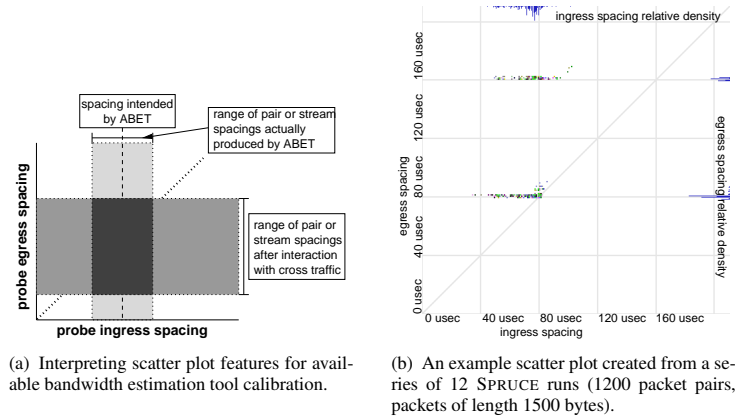 spacing intended
by ABET
range of pair or stream
spacings actually
produced by ABET
range of pair or
stream spacings
after interaction
with cross traffic
probe egress spacing
probe ingress spacing
(a) Interpreting scatter plot features for avail-
able bandwidth estimation tool calibration.
ingress spacing relative density
egress spacing relative density
egress spacing
0 usec
40 usec
80 usec
120 usec
160 usec
0 usec
40 usec
80 usec
120 usec
160 usec
ingress spacing
(b) An example scatter plot created from a se-
ries of 12 SPRUCE runs (1200 packet pairs,
packets of length 1500 bytes).